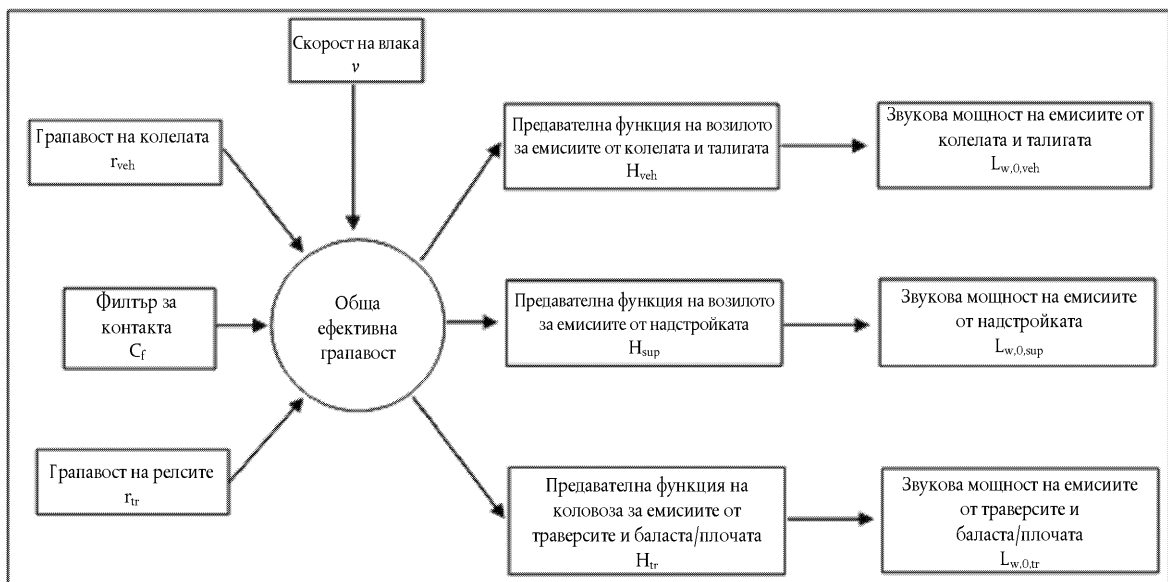 Скорост на влака
v
Грапавост на колелата
r_veh
Филтър за
контакта
C_f
Грапавост на релсите
r_tr
Обща
ефективна
грапавост
Предавателна функция на возилото
за емисиите от колелата и талигата
H_veh
Предавателна функция на возилото
за емисиите от надстройката
H_sup
Предавателна функция на
коловоза за емисиите от
траверсите и баласта/плочата
H_tr
Звукова мощност на емисиите от
колелата и талигата
L_w,0,veh
Звукова мощност на емисиите
от надстройката
L_w,0,sup
Звукова мощност на емисиите
от траверсите и
баласта/плочата
L_w,0,tr